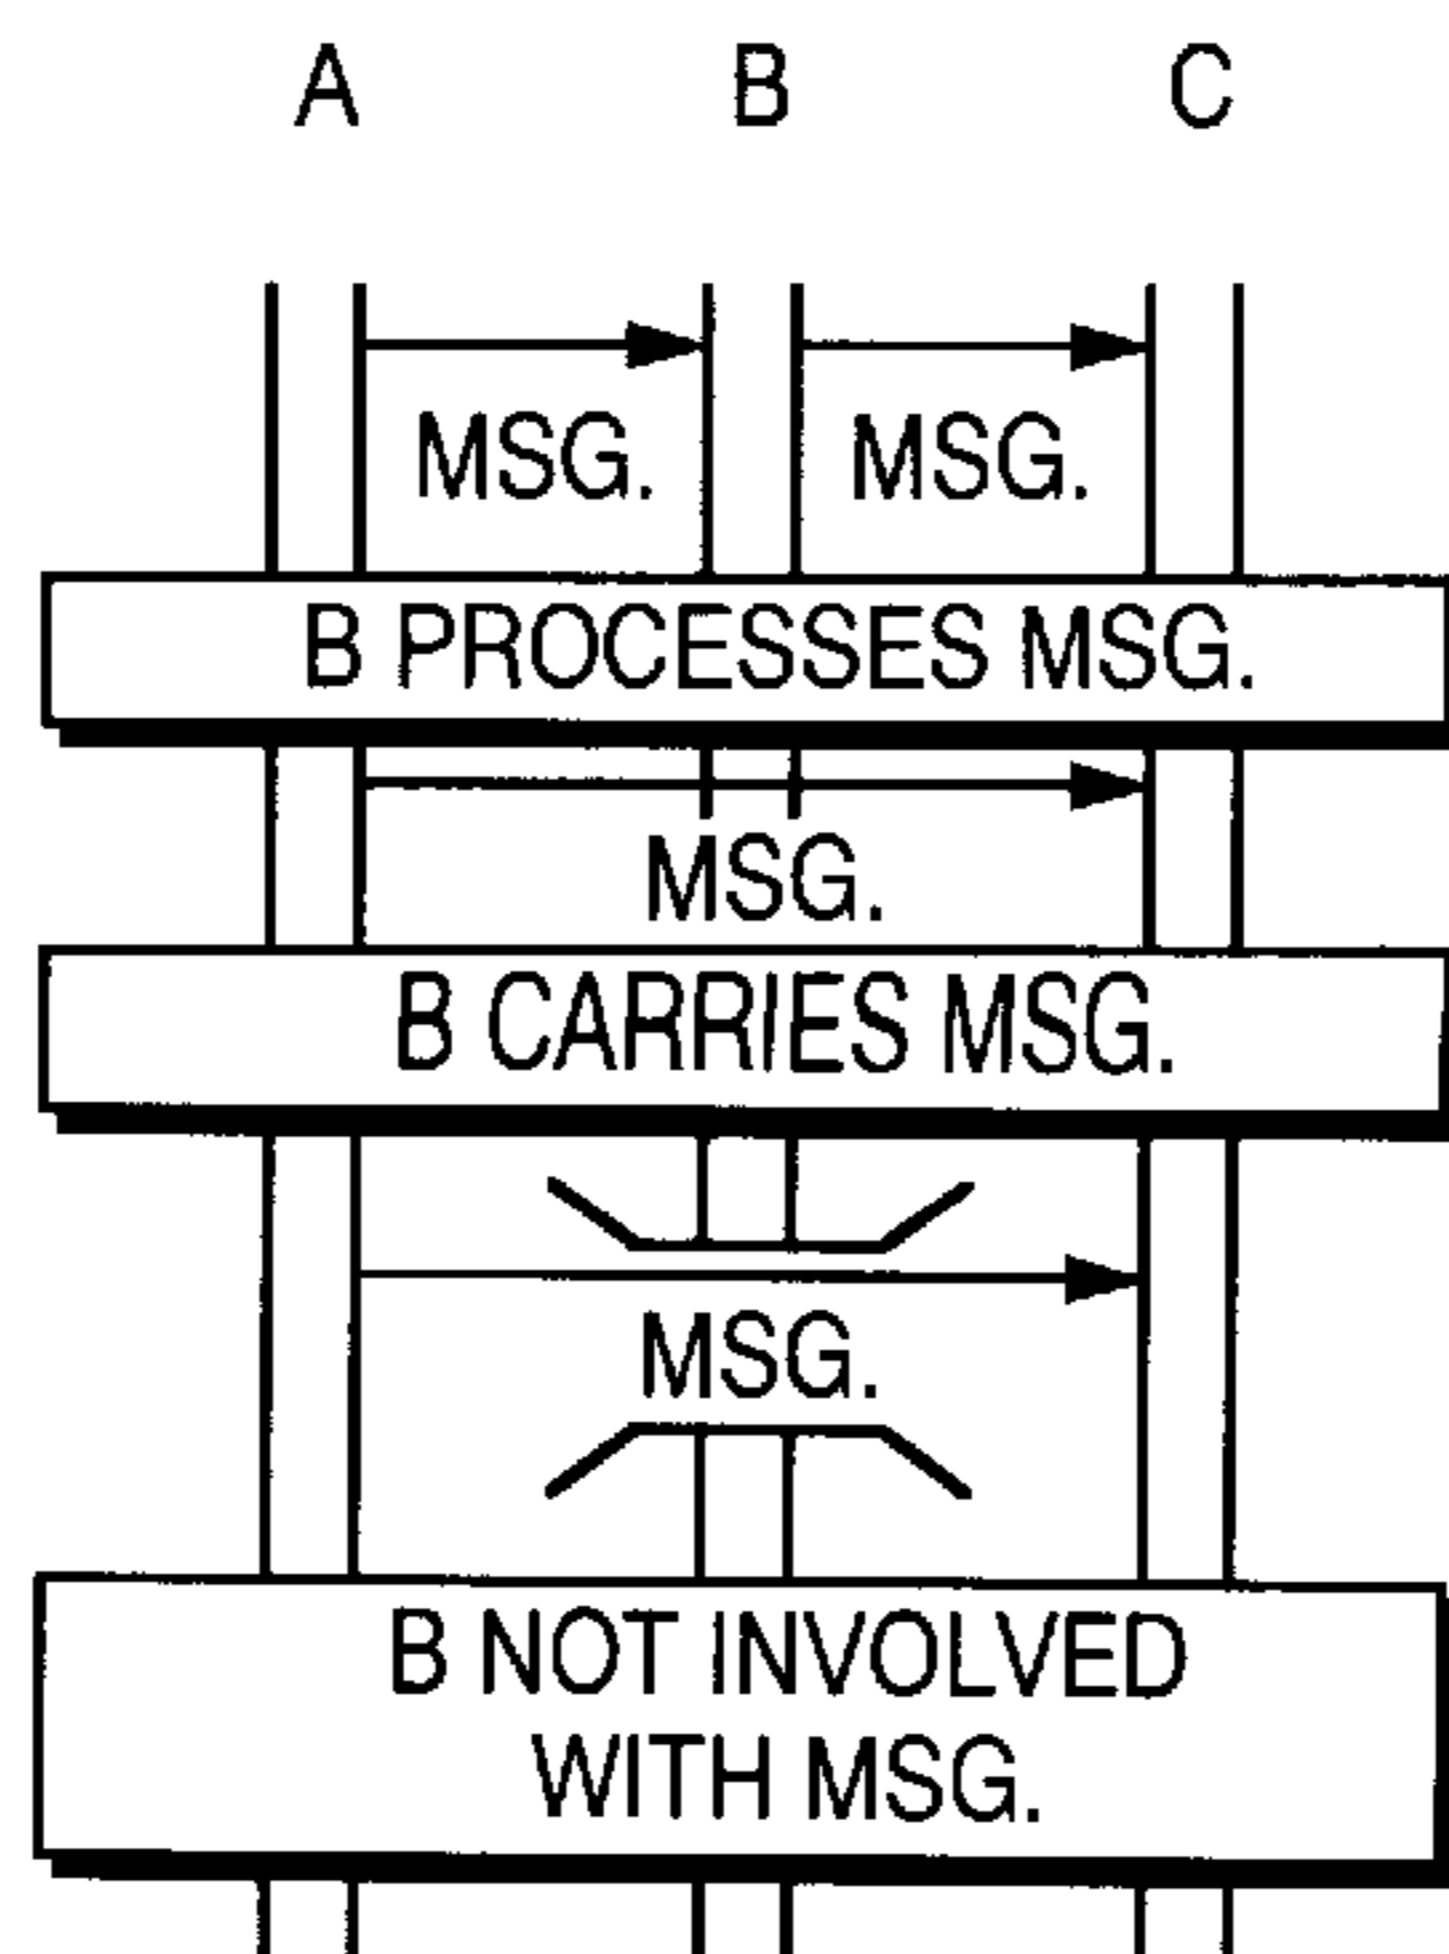 A B C
MSG. MSG.
B PROCESSES MSG.
MSG.
B CARRIES MSG.
MSG.
B NOT INVOLVED
WITH MSG.